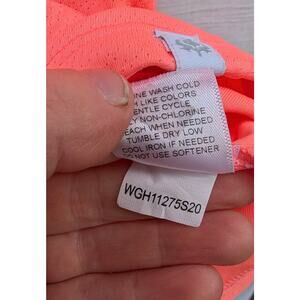 INE WASH COLD
H LIKE COLORS
ENTLE CYCLE
Y NON-CHLORINE
EACH WHEN NEEDED
TUMBLE DRY LOW
COOL IRON IF NEEDED
DO NOT USE SOFTENER
WGH11275S20